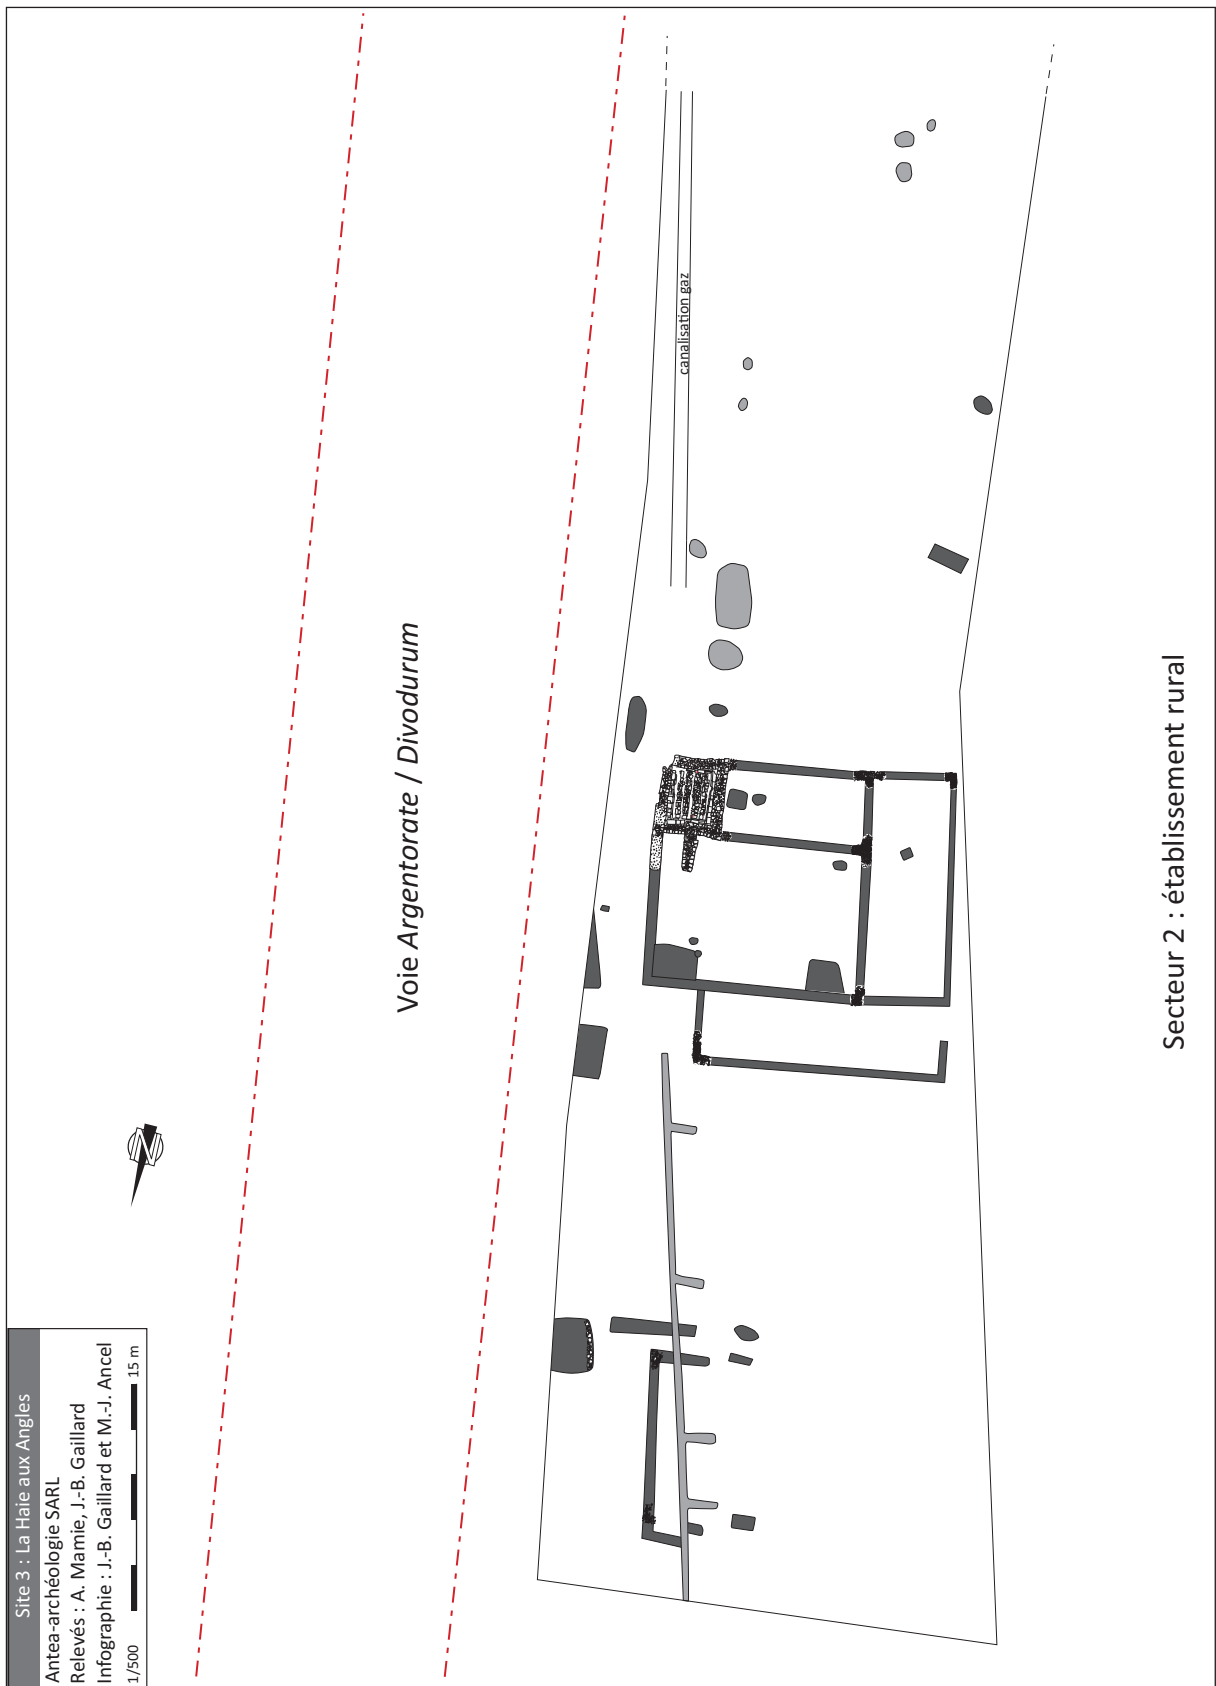 Site 3 : La Haie aux Angles
Antea-archéologie SARL
Relevés : A. Mamie, J.-B. Gaillard
Infographie : J.-B. Gaillard et M.-J. Ancel
1/500
15 m
N
Voie Argentorate / Divodurum
canalisation gaz
Secteur 2 : établissement rural